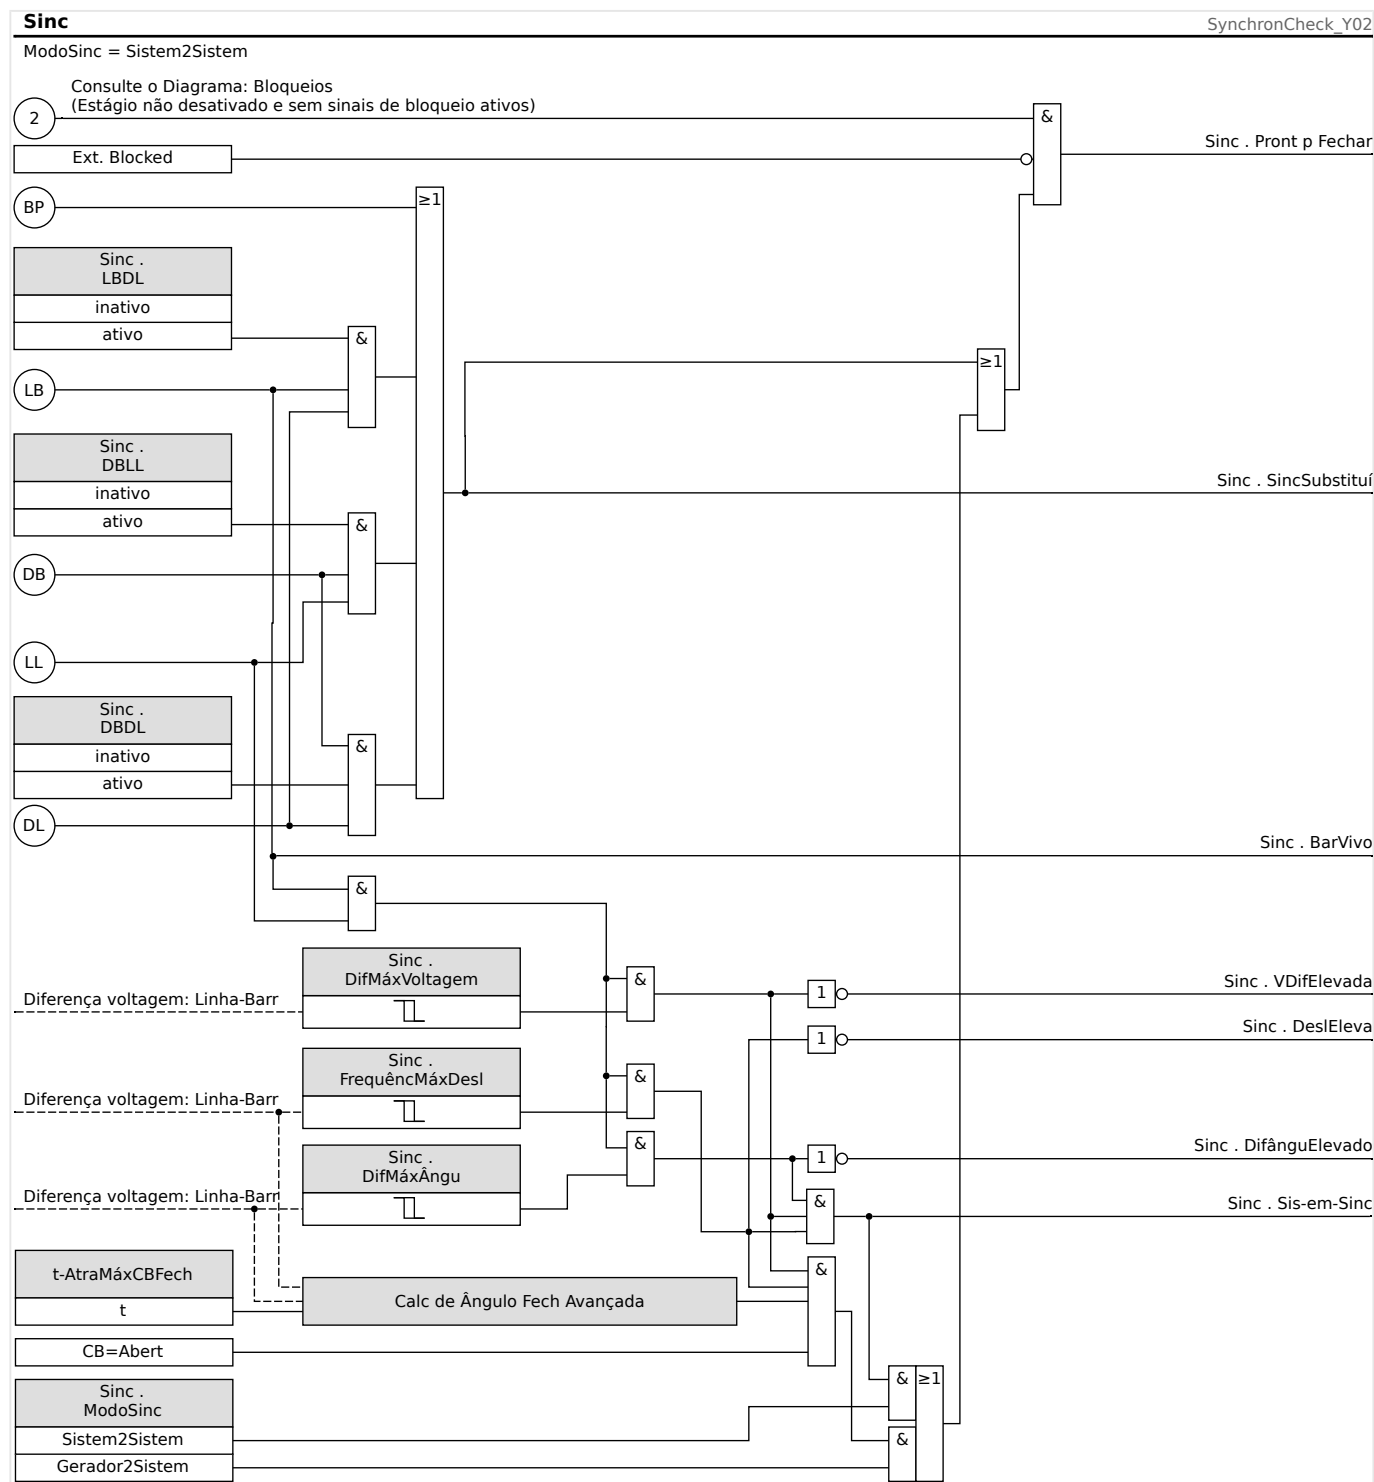 Sinc
SynchronCheck_Y02
ModoSinc = Sistem2Sistem
Consulte o Diagrama: Bloqueios
(Estágio não desativado e sem sinais de bloqueio ativos)
2
&
Sinc . Pront p Fechar
Ext. Blocked
BP
≥1
Sinc .
LBDL
inativo
ativo
&
≥1
LB
Sinc .
DBLL
inativo
ativo
&
Sinc . SincSubstituí
DB
LL
Sinc .
DBDL
inativo
ativo
&
DL
Sinc . BarVivo
&
Sinc .
DifMáxVoltagem
&
Diferença voltagem: Linha-Barr
1
Sinc . VDifElevada
1
Sinc . DeslEleva
Sinc .
FrequêncMáxDesl
&
Diferença voltagem: Linha-Barr
Sinc .
DifMáxÂngu
&
1
Sinc . DifânguElevado
Diferença voltagem: Linha-Barr
&
Sinc . Sis-em-Sinc
t-AtraMáxCBFech
t
Calc de Ângulo Fech Avançada
&
CB=Abert
Sinc .
ModoSinc
Sistem2Sistem
Gerador2Sistem
&
≥1
&